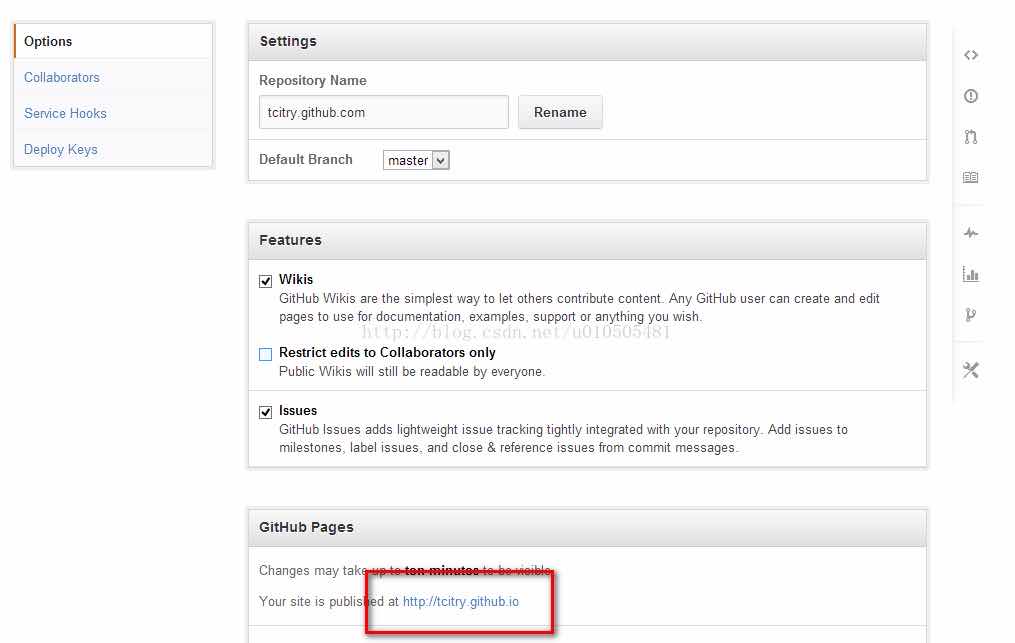 Options
Collaborators
Service Hooks
Deploy Keys
Settings
Repository Name
tcitry.github.com
Rename
Default Branch
master
Features
Wikis
GitHub Wikis are the simplest way to let others contribute content. Any GitHub user can create and edit
pages to use for documentation, examples, support or anything you wish.
http://blog.csdn.net/u010505481
Restrict edits to Collaborators only
Public Wikis will still be readable by everyone.
Issues
GitHub Issues adds lightweight issue tracking tightly integrated with your repository. Add issues to
milestones, label issues, and close & reference issues from commit messages.
GitHub Pages
Changes may take up to ten minutes to be visible.
Your site is published at http://tcitry.github.io